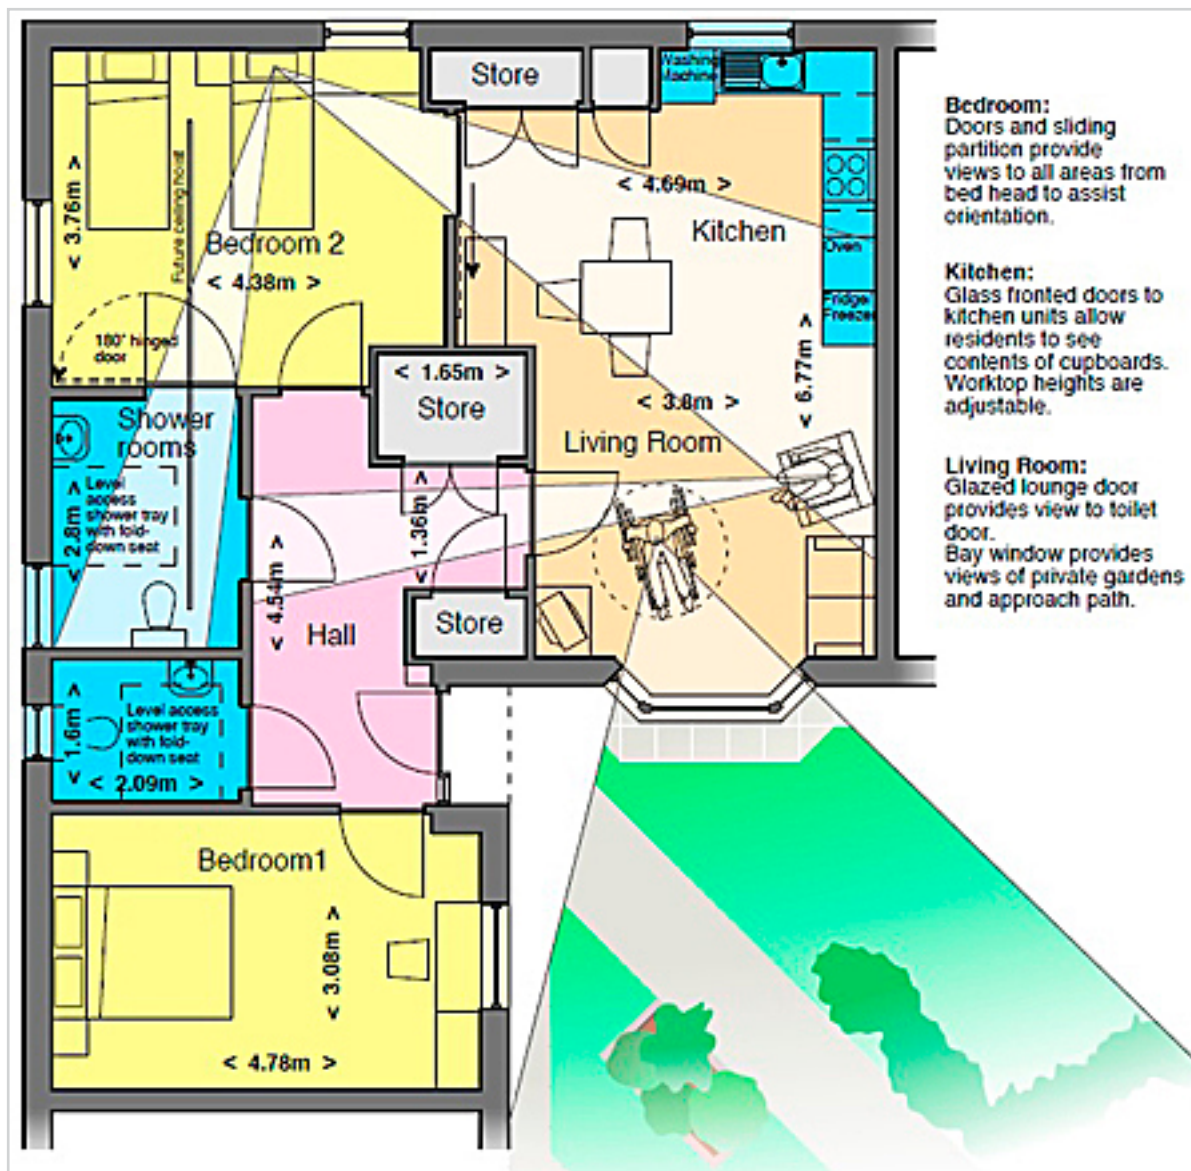 Store
Washing
Machine
Bedroom:
Doors and sliding
partition provide
views to all areas from
bed head to assist
orientation.
< 4.69m >
Kitchen
< 3.76m >
Future ceiling hoist
Bedroom 2
< 4.38m >
Oven
Fridge/
Freezer
Kitchen:
Glass fronted doors to
kitchen units allow
residents to see
contents of cupboards.
Worktop heights are
adjustable.
180° hinged
door
< 1.65m >
Store
< 6.77m >
< 3.8m >
Shower
rooms
Living Room
Living Room:
Glazed lounge door
provides view to toilet
door.
Bay window provides
views of private gardens
and approach path.
< 2.8m >
Level
access
shower tray
with fold-
down seat
< 1.36m >
< 4.54m >
Hall
Store
< 1.6m >
Level access
shower tray
with fold-
down seat
< 2.09m >
Bedroom1
< 3.08m >
< 4.78m >